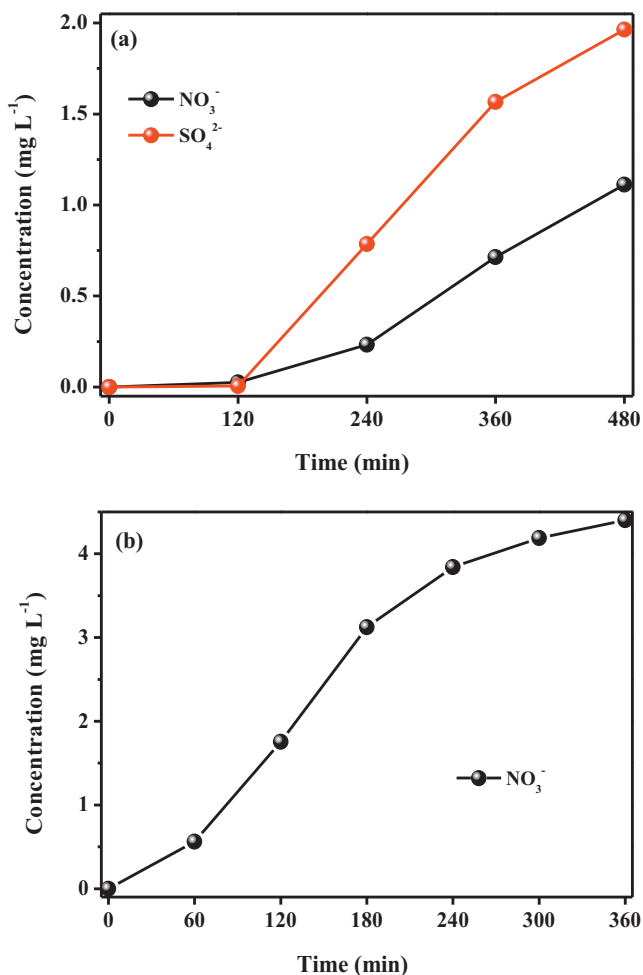 (a)
NO₃⁻
SO₄²⁻
2.0
1.5
1.0
0.5
0.0
Concentration (mg L⁻¹)
0 120 240 360 480
Time (min)
(b)
NO₃⁻
4
3
2
1
0
Concentration (mg L⁻¹)
0 60 120 180 240 300 360
Time (min)